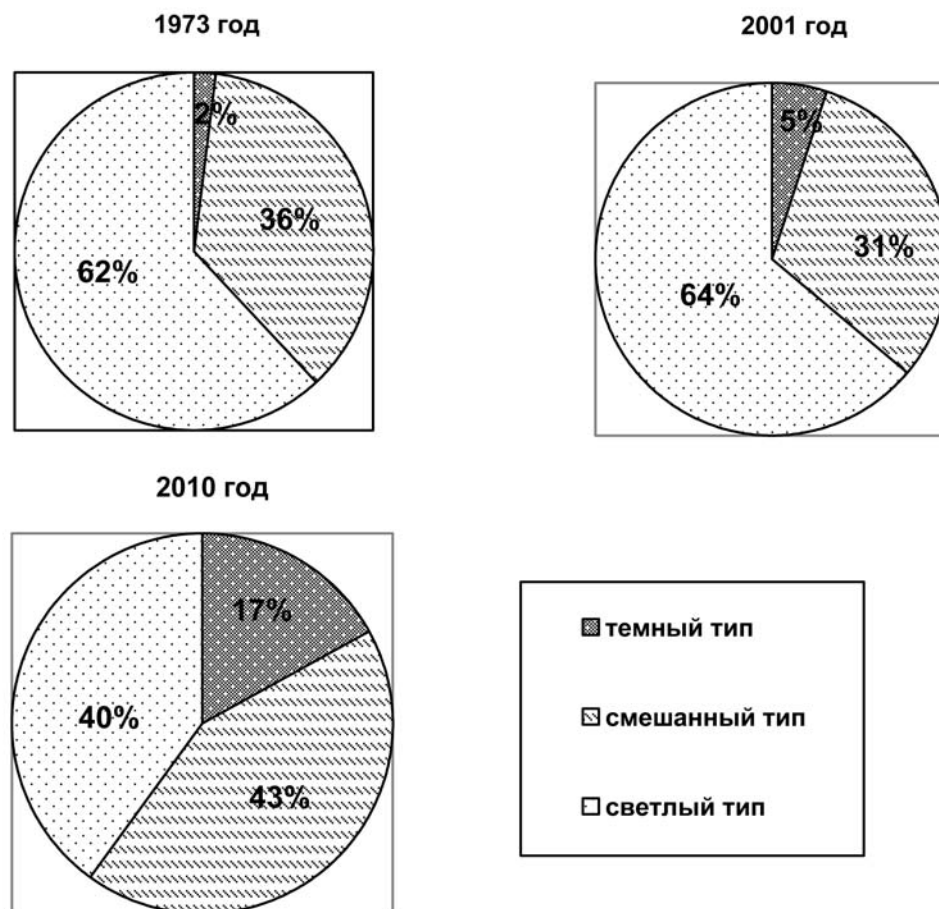 1973 год
2001 год
2%
36%
62%
5%
31%
64%
2010 год
17%
40%
43%
темный тип
смешанный тип
светлый тип